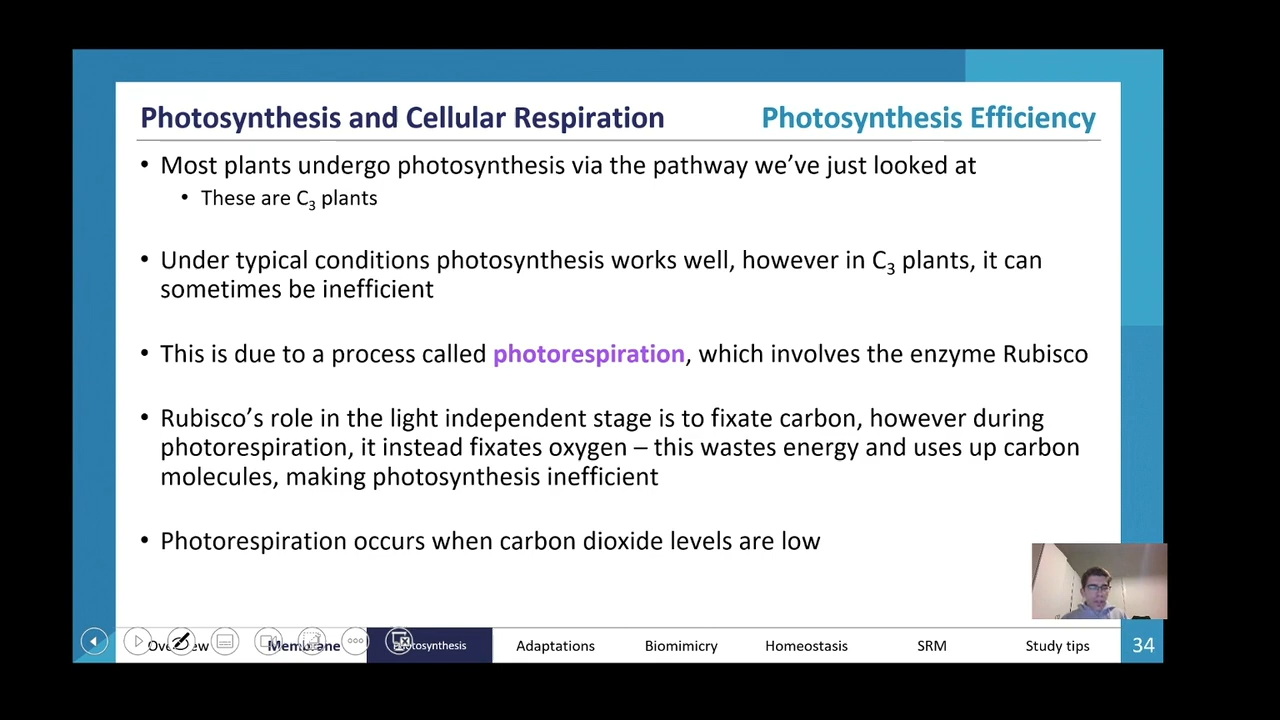 Photosynthesis and Cellular Respiration
Photosynthesis Efficiency
• Most plants undergo photosynthesis via the pathway we’ve just looked at
• These are C₃ plants
• Under typical conditions photosynthesis works well, however in C₃ plants, it can
sometimes be inefficient
• This is due to a process called photorespiration, which involves the enzyme Rubisco
• Rubisco’s role in the light independent stage is to fixate carbon, however during
photorespiration, it instead fixates oxygen – this wastes energy and uses up carbon
molecules, making photosynthesis inefficient
• Photorespiration occurs when carbon dioxide levels are low
Overview Membrane Photosynthesis Adaptations Biomimicry Homeostasis SRM Study tips 34